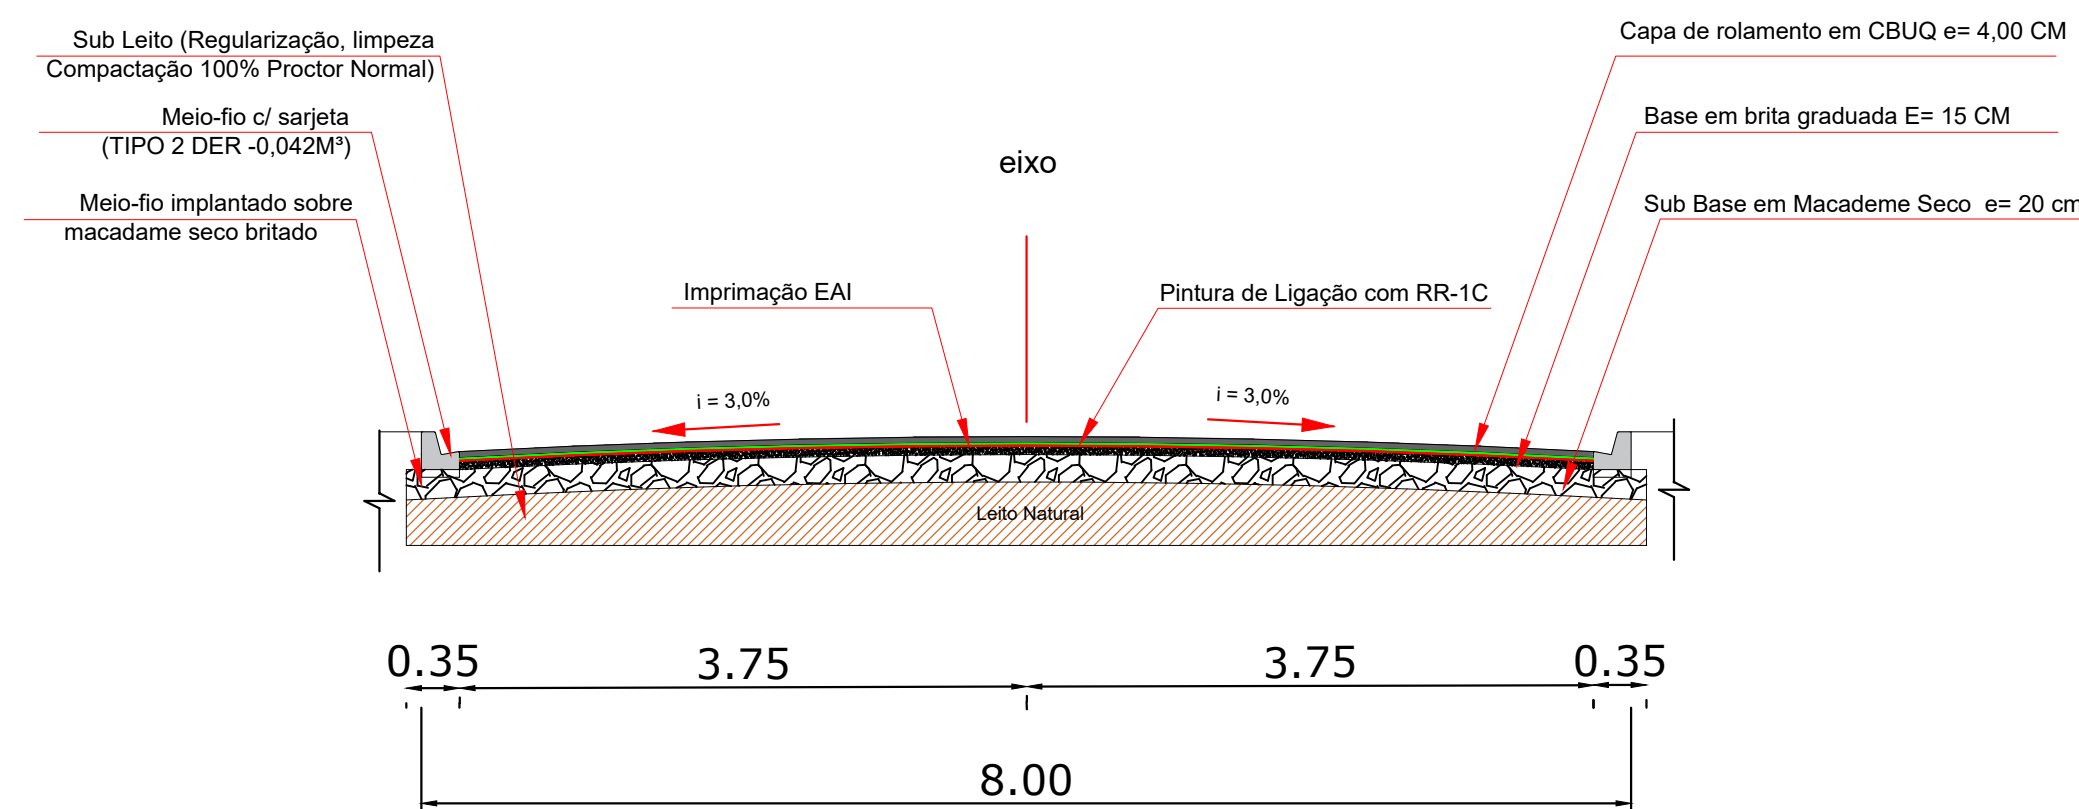 Sub Leito (Regularização, limpeza
Compactação 100% Proctor Normal)
Meio-fio c/ sarjeta
(TIPO 2 DER -0,042M³)
Meio-fio implantado sobre
macadame seco britado
eixo
Capa de rolamento em CBUQ e= 4,00 CM
Base em brita graduada E= 15 CM
Sub Base em Macademe Seco e= 20 cm
Imprimação EAI
Pintura de Ligação com RR-1C
i = 3,0%
i = 3,0%
Leito Natural
0.35
3.75
3.75
0.35
8.00